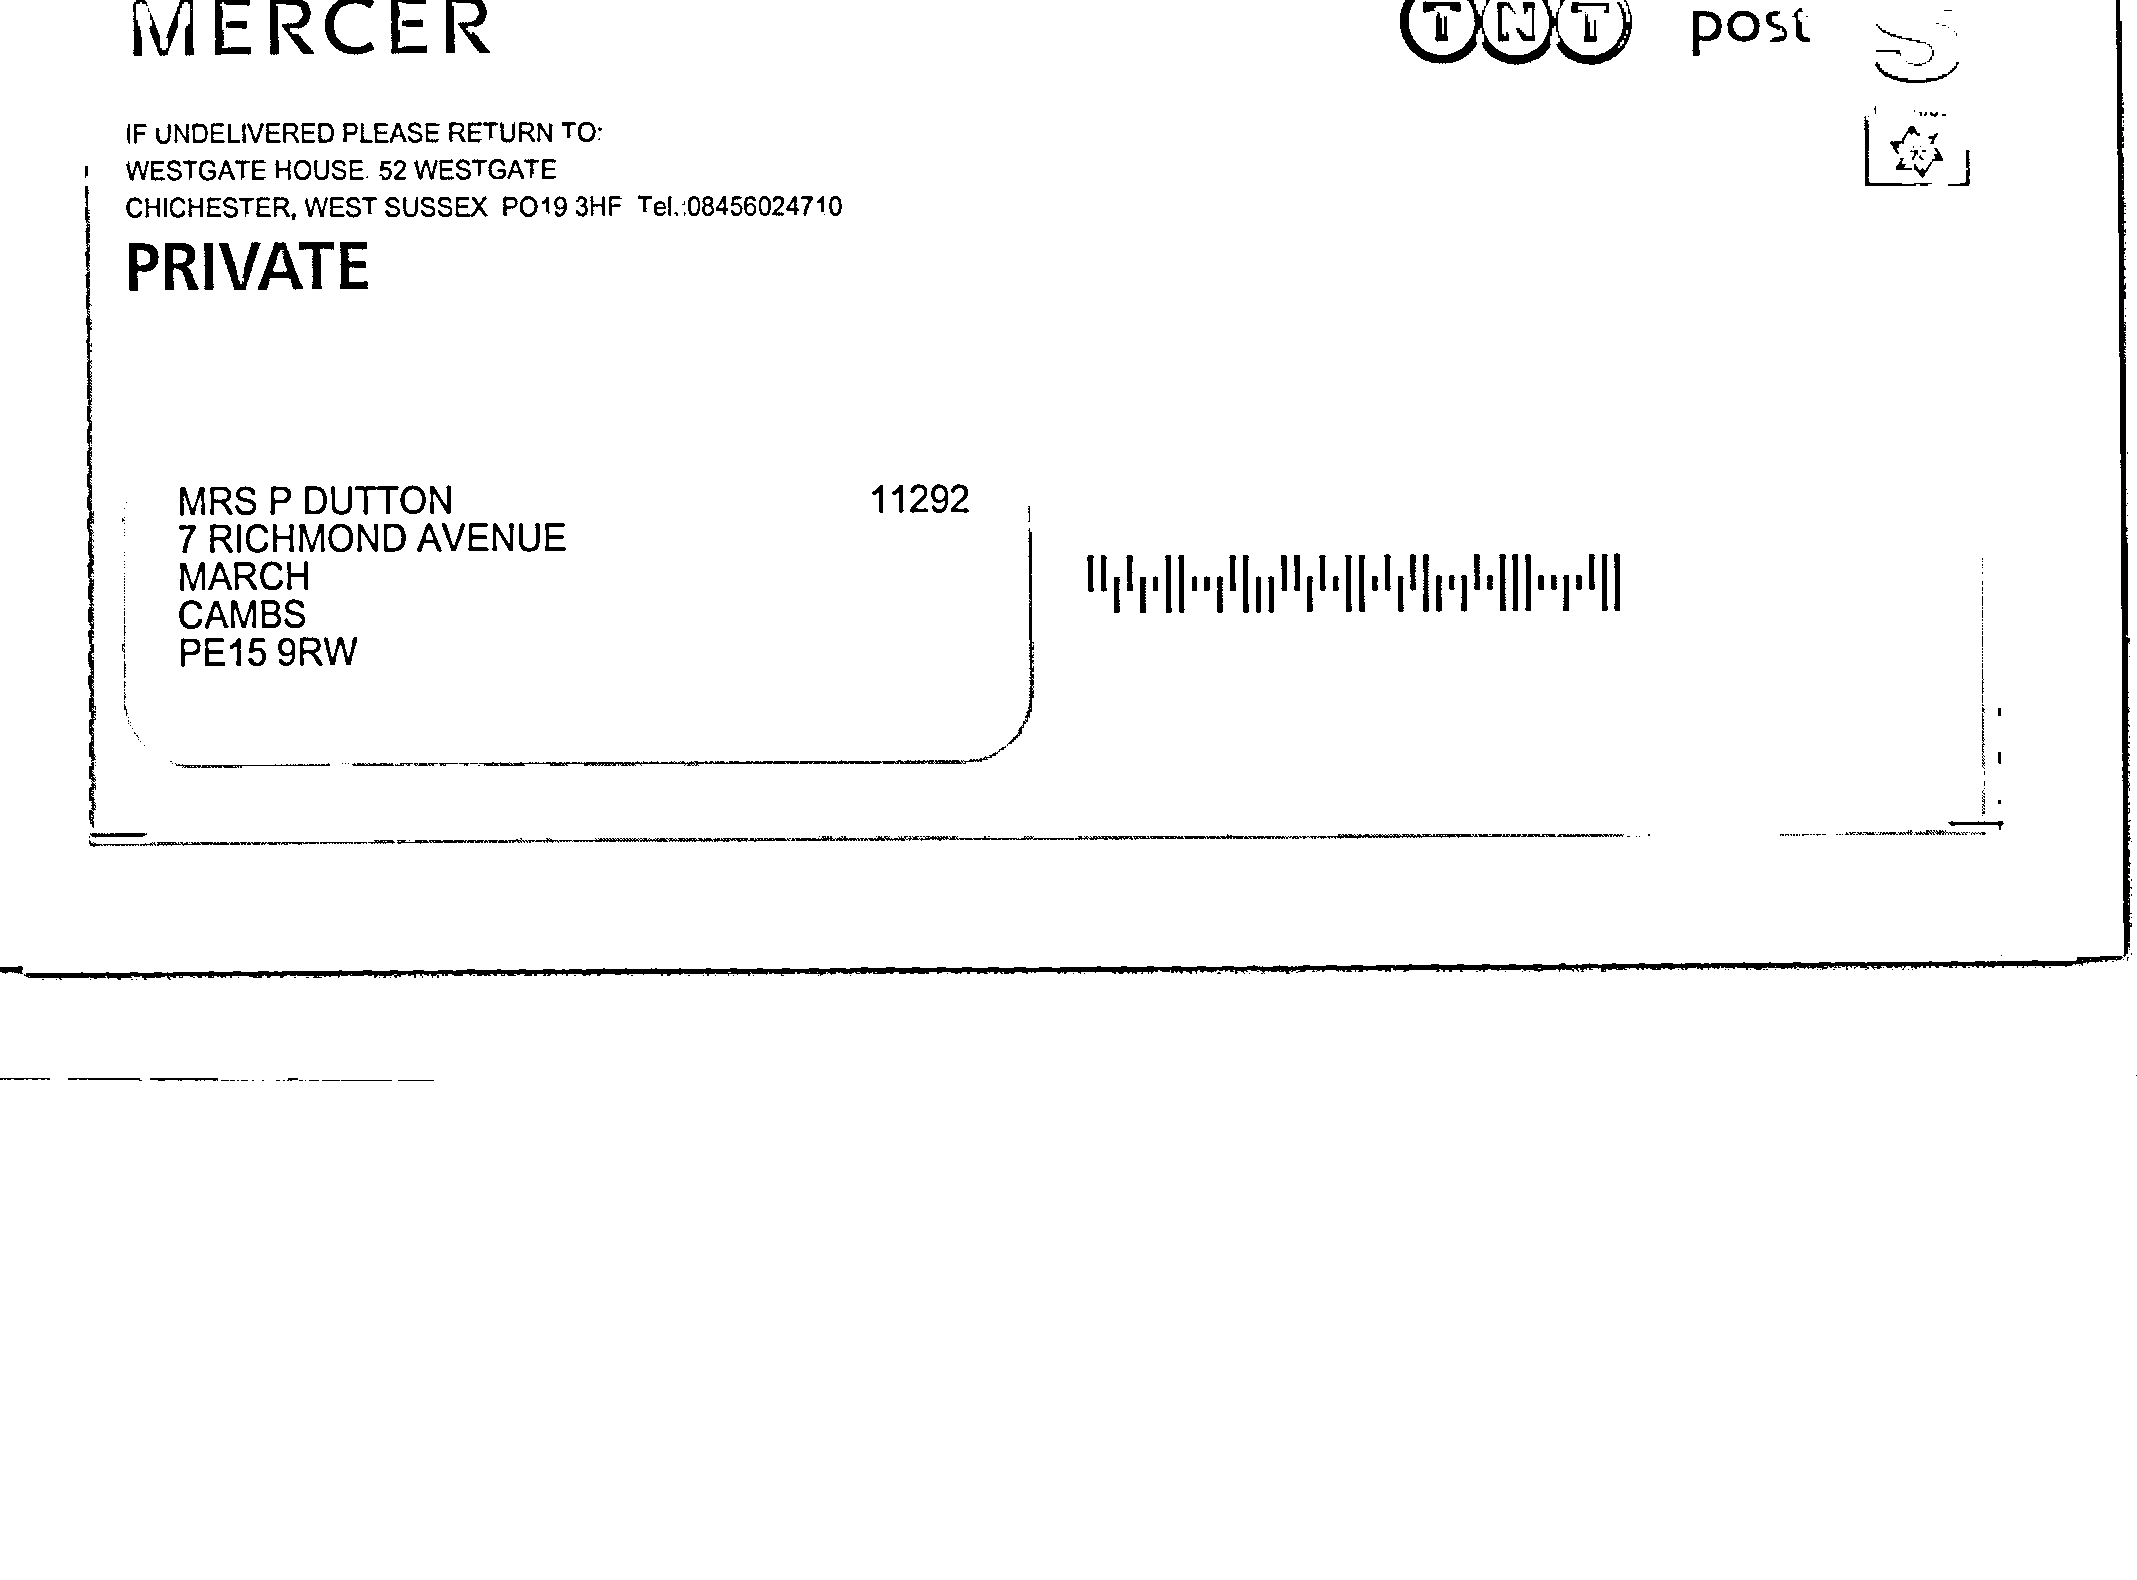 MERCER
TNT post
IF UNDELIVERED PLEASE RETURN TO:
WESTGATE HOUSE. 52 WESTGATE
CHICHESTER, WEST SUSSEX PO19 3HF Tel.:08456024710
PRIVATE
MRS P DUTTON 11292
7 RICHMOND AVENUE
MARCH
CAMBS
PE15 9RW